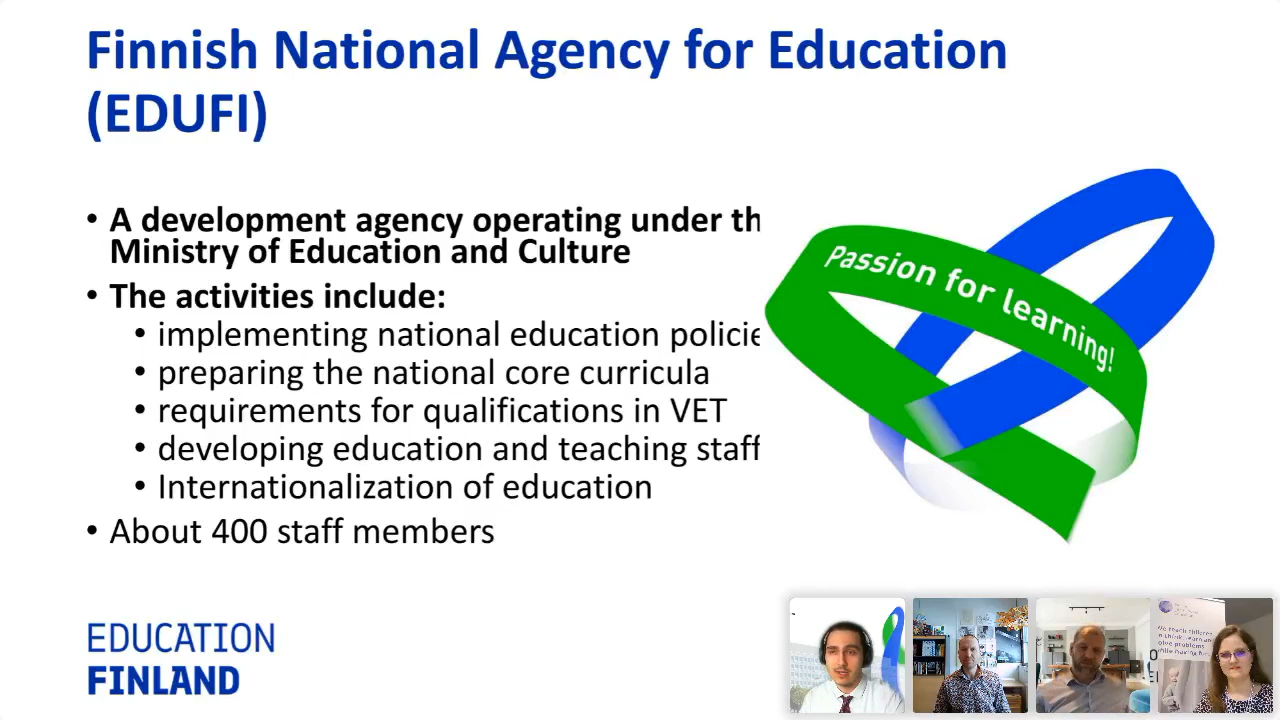 Finnish National Agency for Education
(EDUFI)
• A development agency operating under th
Ministry of Education and Culture
• The activities include:
• implementing national education policie
• preparing the national core curricula
• requirements for qualifications in VET
• developing education and teaching staff
• Internationalization of education
• About 400 staff members
Passion for learning!
EDUCATION
FINLAND